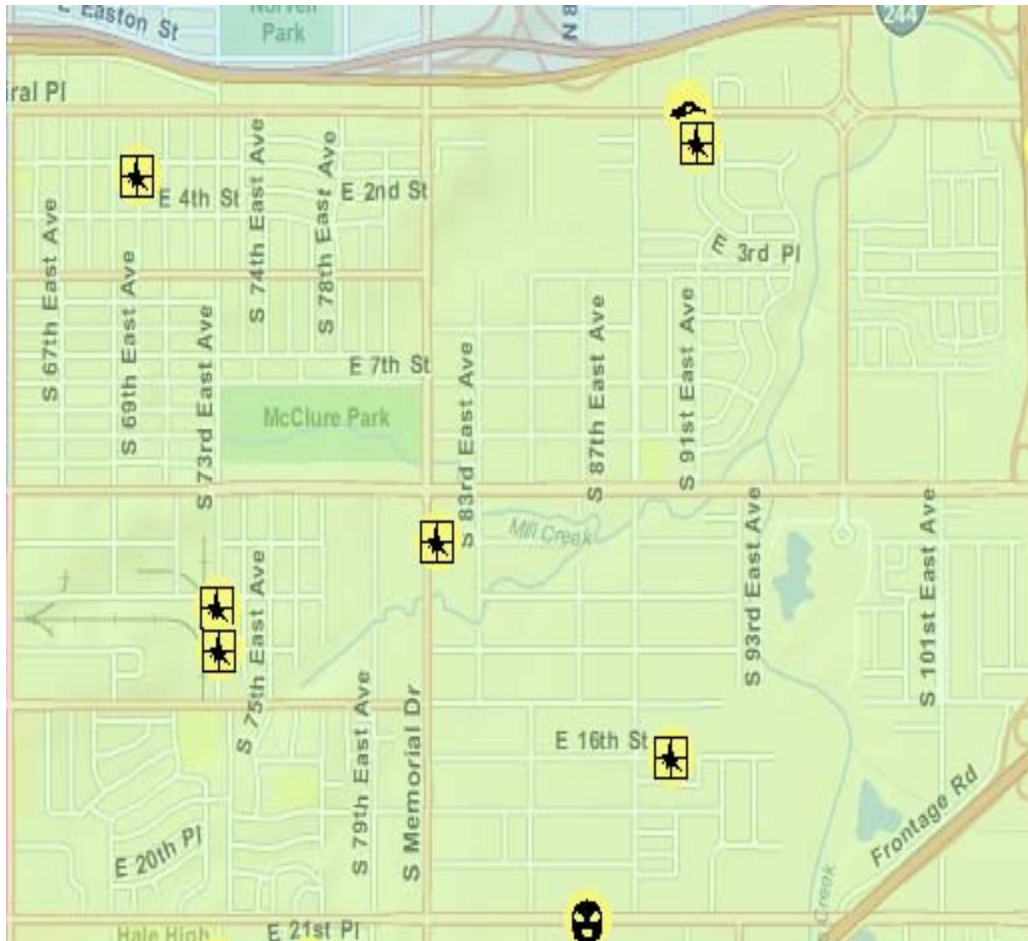 E Easton St
Norvell
Park
8 N
244
iral Pl
E 4th St
S 74th East Ave
S 78th East Ave
E 2nd St
E 3rd Pl
S 67th East Ave
S 69th East Ave
S 73rd East Ave
E 7th St
McClure Park
S 83rd East Ave
S 87th East Ave
S 91st East Ave
Mill Creek
S 93rd East Ave
S 101st East Ave
S 75th East Ave
S 79th East Ave
S Memorial Dr
E 16th St
E 20th Pl
Frontage Rd
Creek
E 21st Pl
Hale High